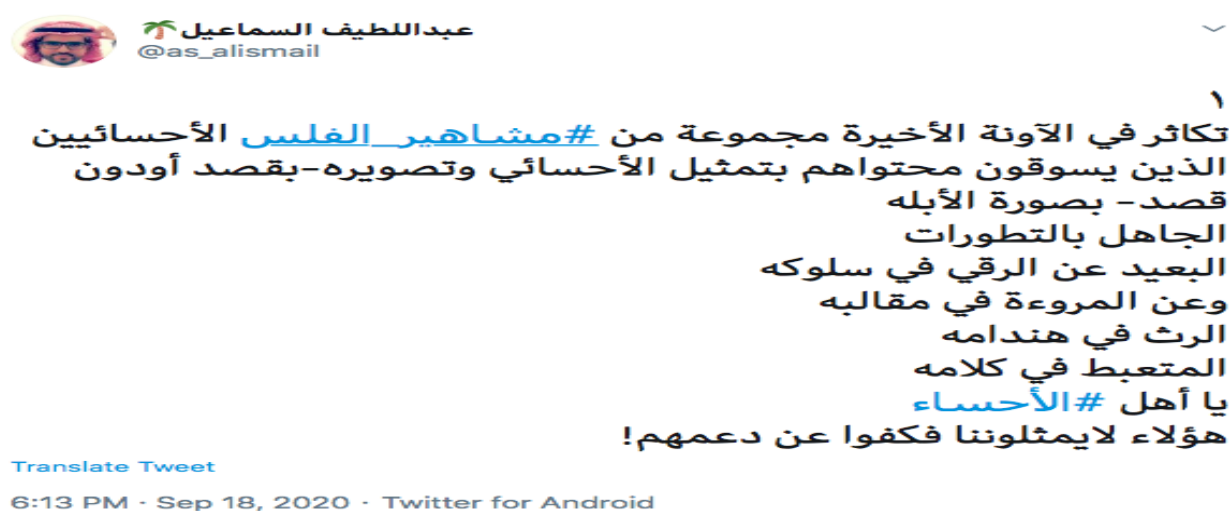 عبداللطيف السماعيل🌴
@as_alismail
١
تكاثر في الآونة الأخيرة مجموعة من #مشاهير_الفلس الأحسائيين
الذين يسوقون محتواهم بتمثيل الأحسائي وتصويره-بقصد أودون
قصد- بصورة الأبله
الجاهل بالتطورات
البعيد عن الرقي في سلوكه
وعن المروءة في مقالبه
الرث في هندامه
المتعبط في كلامه
يا أهل #الأحساء
هؤلاء لايمثلوننا فكفوا عن دعمهم!
Translate Tweet
6:13 PM · Sep 18, 2020 · Twitter for Android